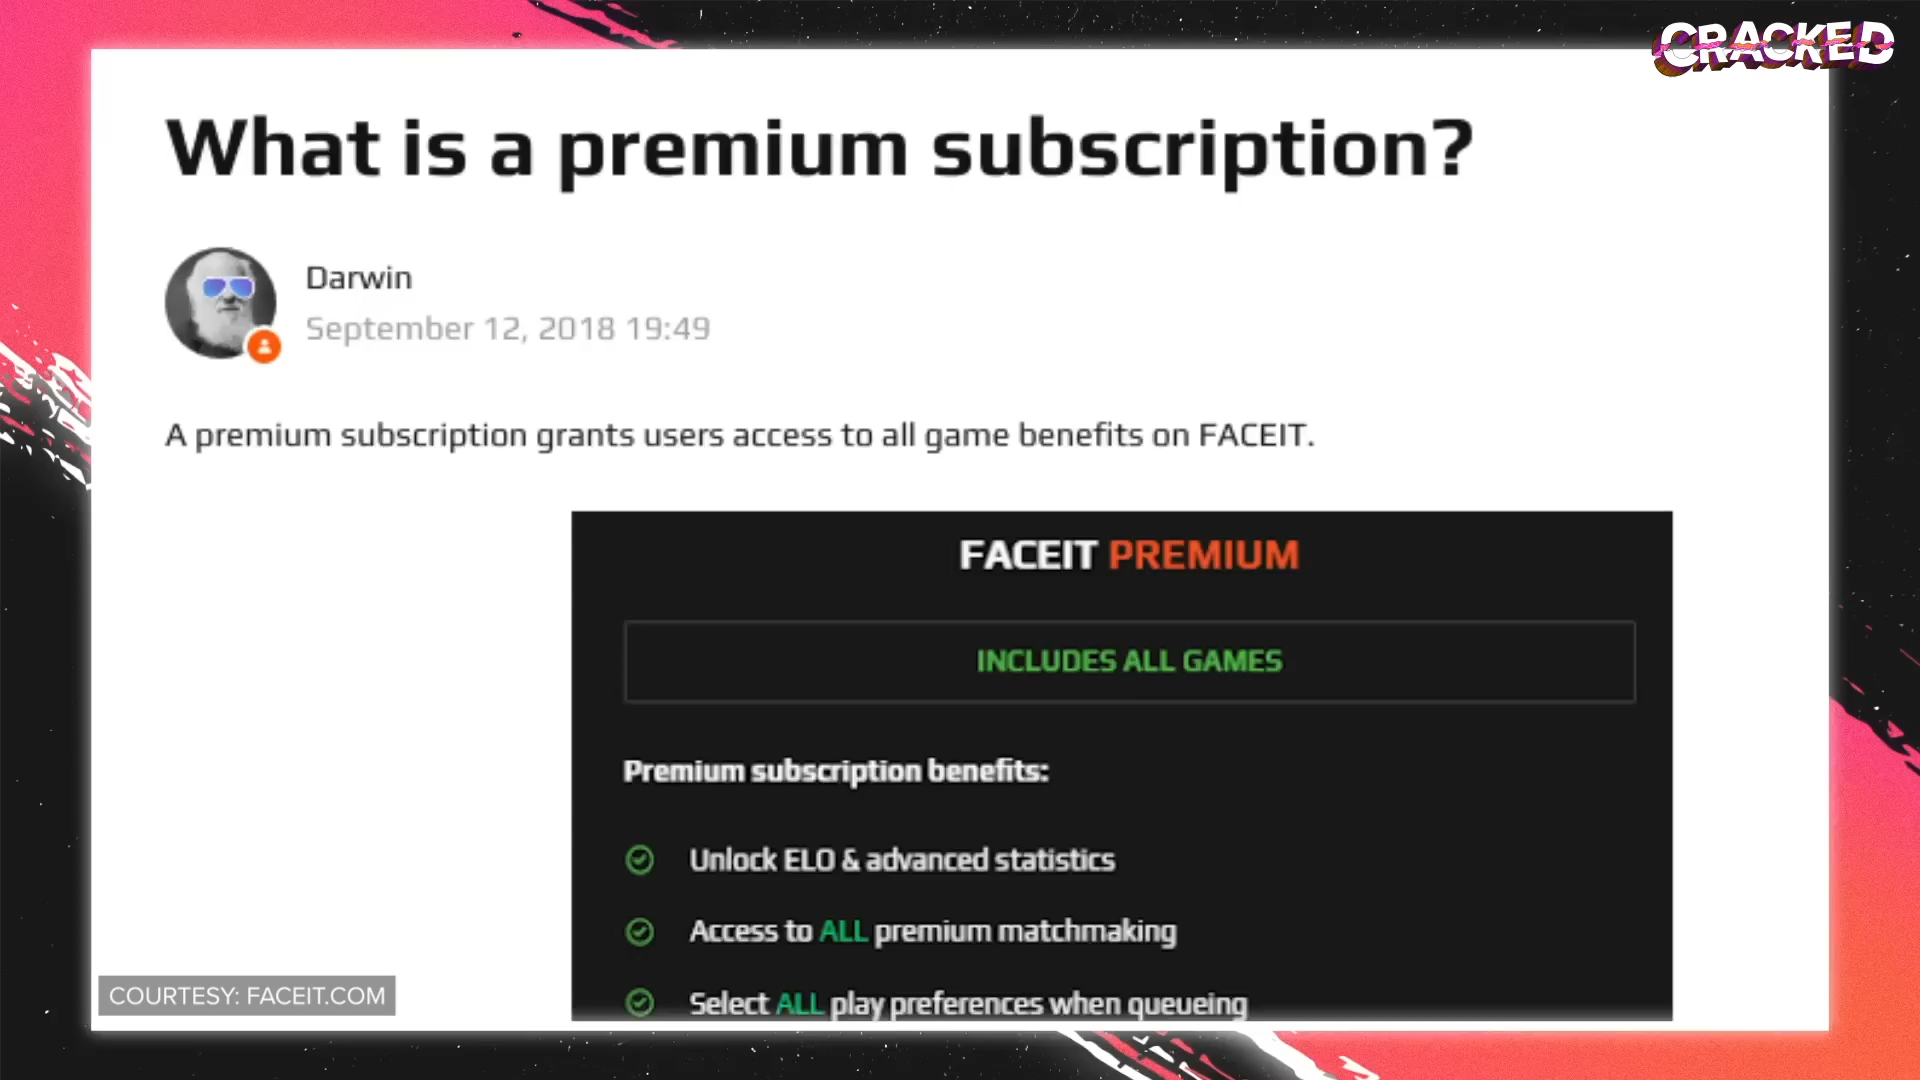 CRACKED
What is a premium subscription?
Darwin
September 12, 2018 19:49
A premium subscription grants users access to all game benefits on FACEIT.
FACEIT PREMIUM
INCLUDES ALL GAMES
Premium subscription benefits:
Unlock ELO & advanced statistics
Access to ALL premium matchmaking
Select ALL play preferences when queueing
COURTESY: FACEIT.COM